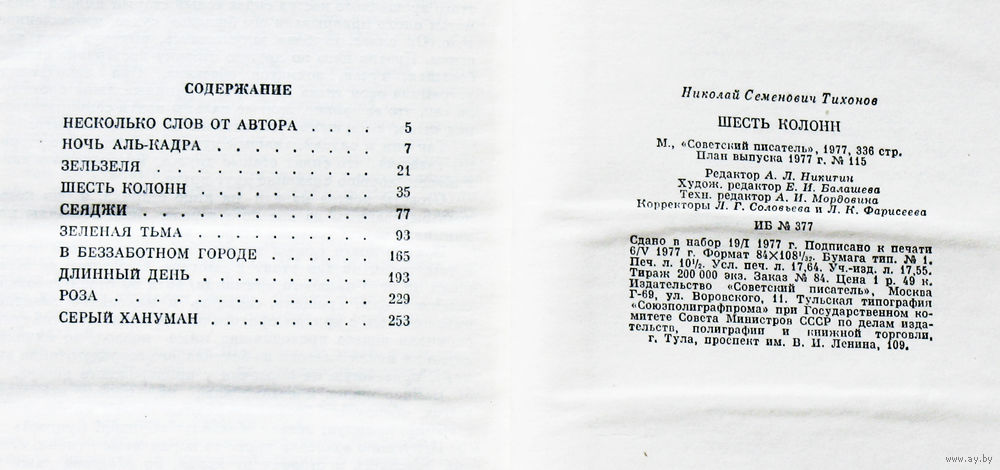 СОДЕРЖАНИЕ
НЕСКОЛЬКО СЛОВ ОТ АВТОРА . . . . 5
НОЧЬ АЛЬ-КАДРА . . . . . . . . . 7
ЗЕЛЬЗЕЛЯ . . . . . . . . . . . 21
ШЕСТЬ КОЛОНН . . . . . . . . . . 35
СЕЯДЖИ . . . . . . . . . . . . 77
ЗЕЛЕНАЯ ТЬМА . . . . . . . . . . 93
В БЕЗЗАБОТНОМ ГОРОДЕ . . . . . . 165
ДЛИННЫЙ ДЕНЬ . . . . . . . . . . 193
РОЗА . . . . . . . . . . . . . 229
СЕРЫЙ ХАНУМАН . . . . . . . . . 253
Николай Семенович Тихонов
ШЕСТЬ КОЛОНН
М., «Советский писатель», 1977, 336 стр.
План выпуска 1977 г. № 115
Редактор А. Л. Никитин
Худож. редактор Е. И. Балашева
Техн. редактор А. И. Мордовина
Корректоры Л. Г. Соловьева и Л. К. Фарисеева
ИБ № 377
Сдано в набор 19/I 1977 г. Подписано к печати
6/V 1977 г. Формат 84×108¹/₃₂. Бумага тип. № 1.
Печ. л. 10½. Усл. печ. л. 17,64. Уч.-изд. л. 17,55.
Тираж 200 000 экз. Заказ № 84. Цена 1 р. 49 к.
Издательство «Советский писатель», Москва
Г-69, ул. Воровского, 11. Тульская типография
«Союзполиграфпрома» при Государственном ко-
митете Совета Министров СССР по делам изда-
тельств, полиграфии и книжной торговли,
г. Тула, проспект им. В. И. Ленина, 109.
www.ay.by